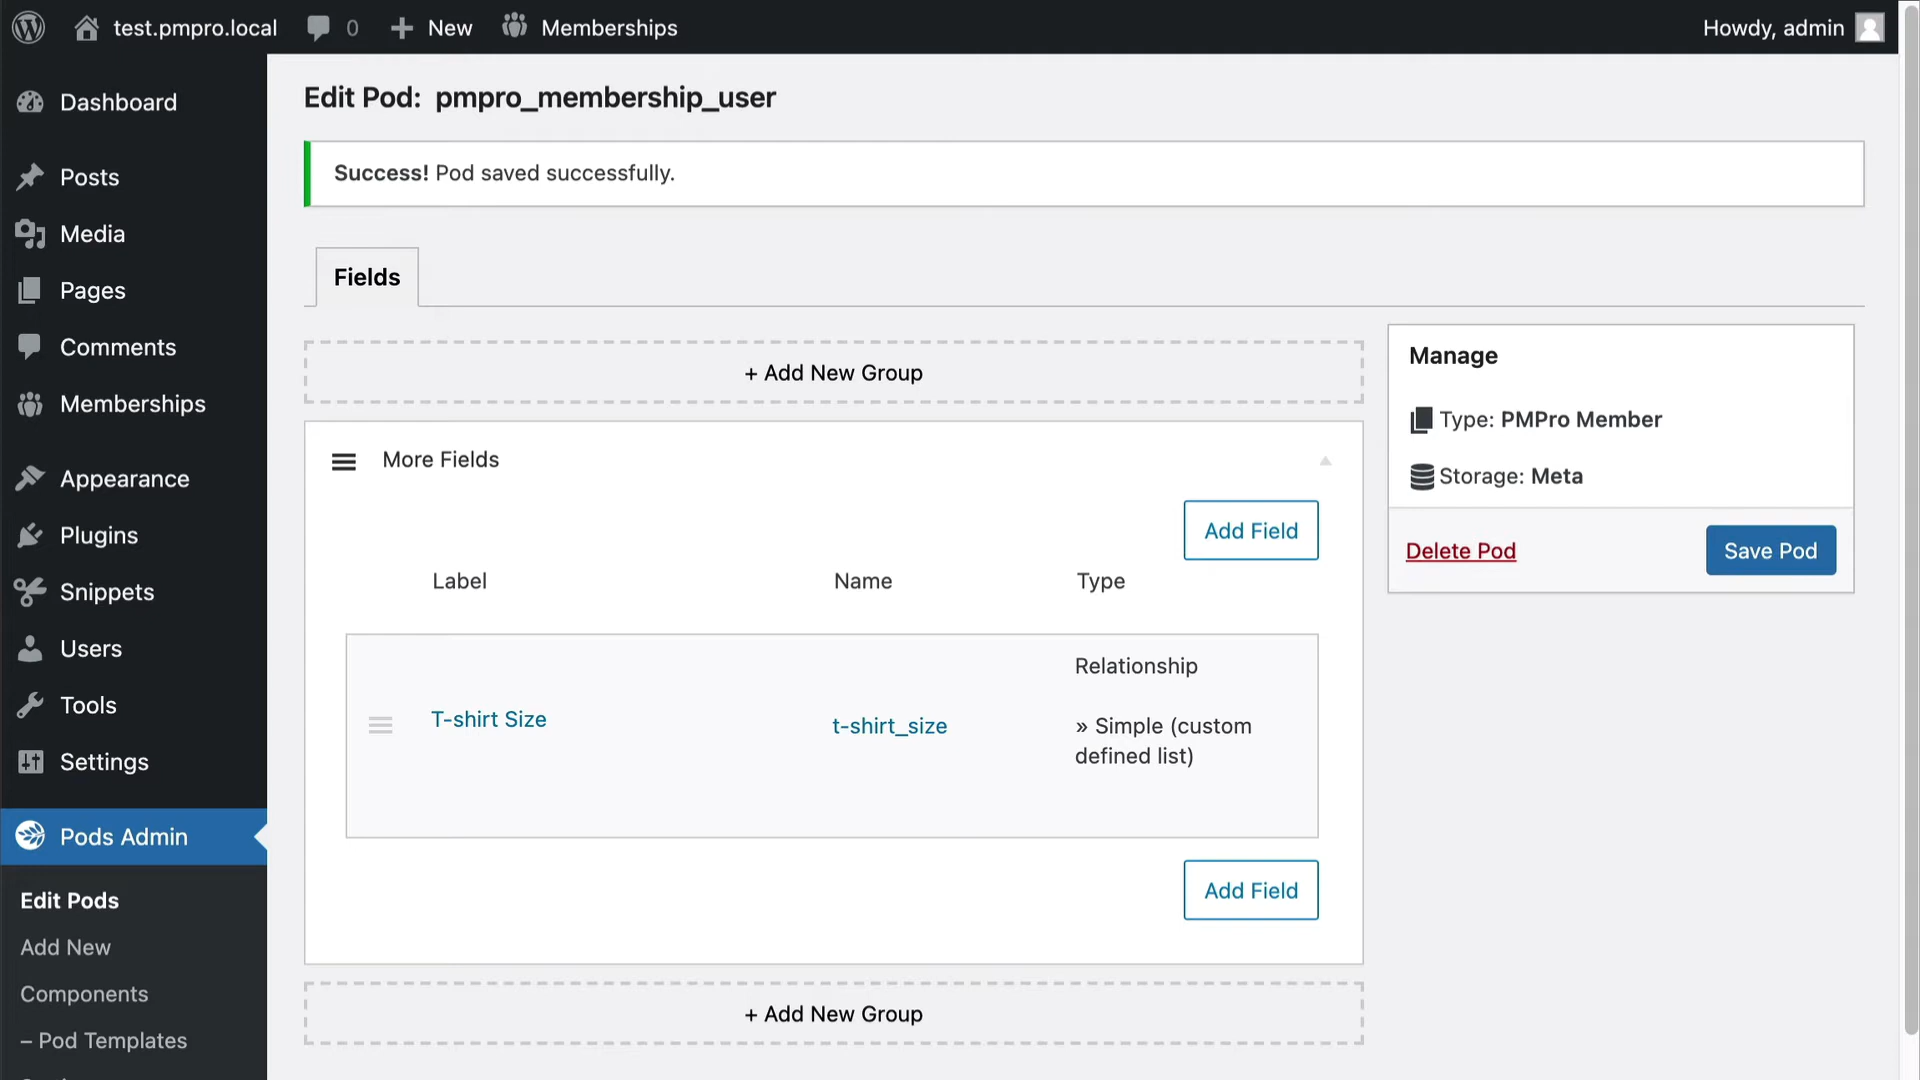 test.pmpro.local
0
New
Memberships
Howdy, admin
Dashboard
Posts
Media
Pages
Comments
Memberships
Appearance
Plugins
Snippets
Users
Tools
Settings
Pods Admin
Edit Pods
Add New
Components
– Pod Templates
Edit Pod: pmpro_membership_user
Success! Pod saved successfully.
Fields
+ Add New Group
More Fields
Add Field
Label
Name
Type
T-shirt Size
t-shirt_size
Relationship
» Simple (custom
defined list)
Add Field
+ Add New Group
Manage
Type: PMPro Member
Storage: Meta
Delete Pod
Save Pod